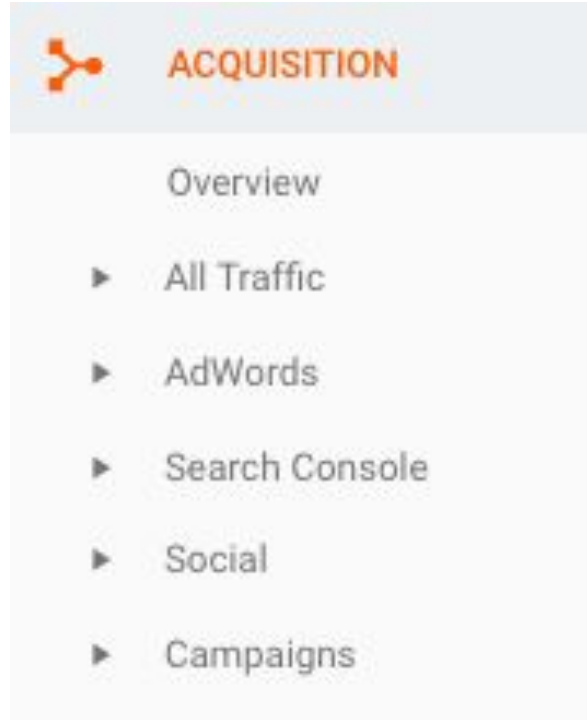 ACQUISITION
Overview
All Traffic
AdWords
Search Console
Social
Campaigns